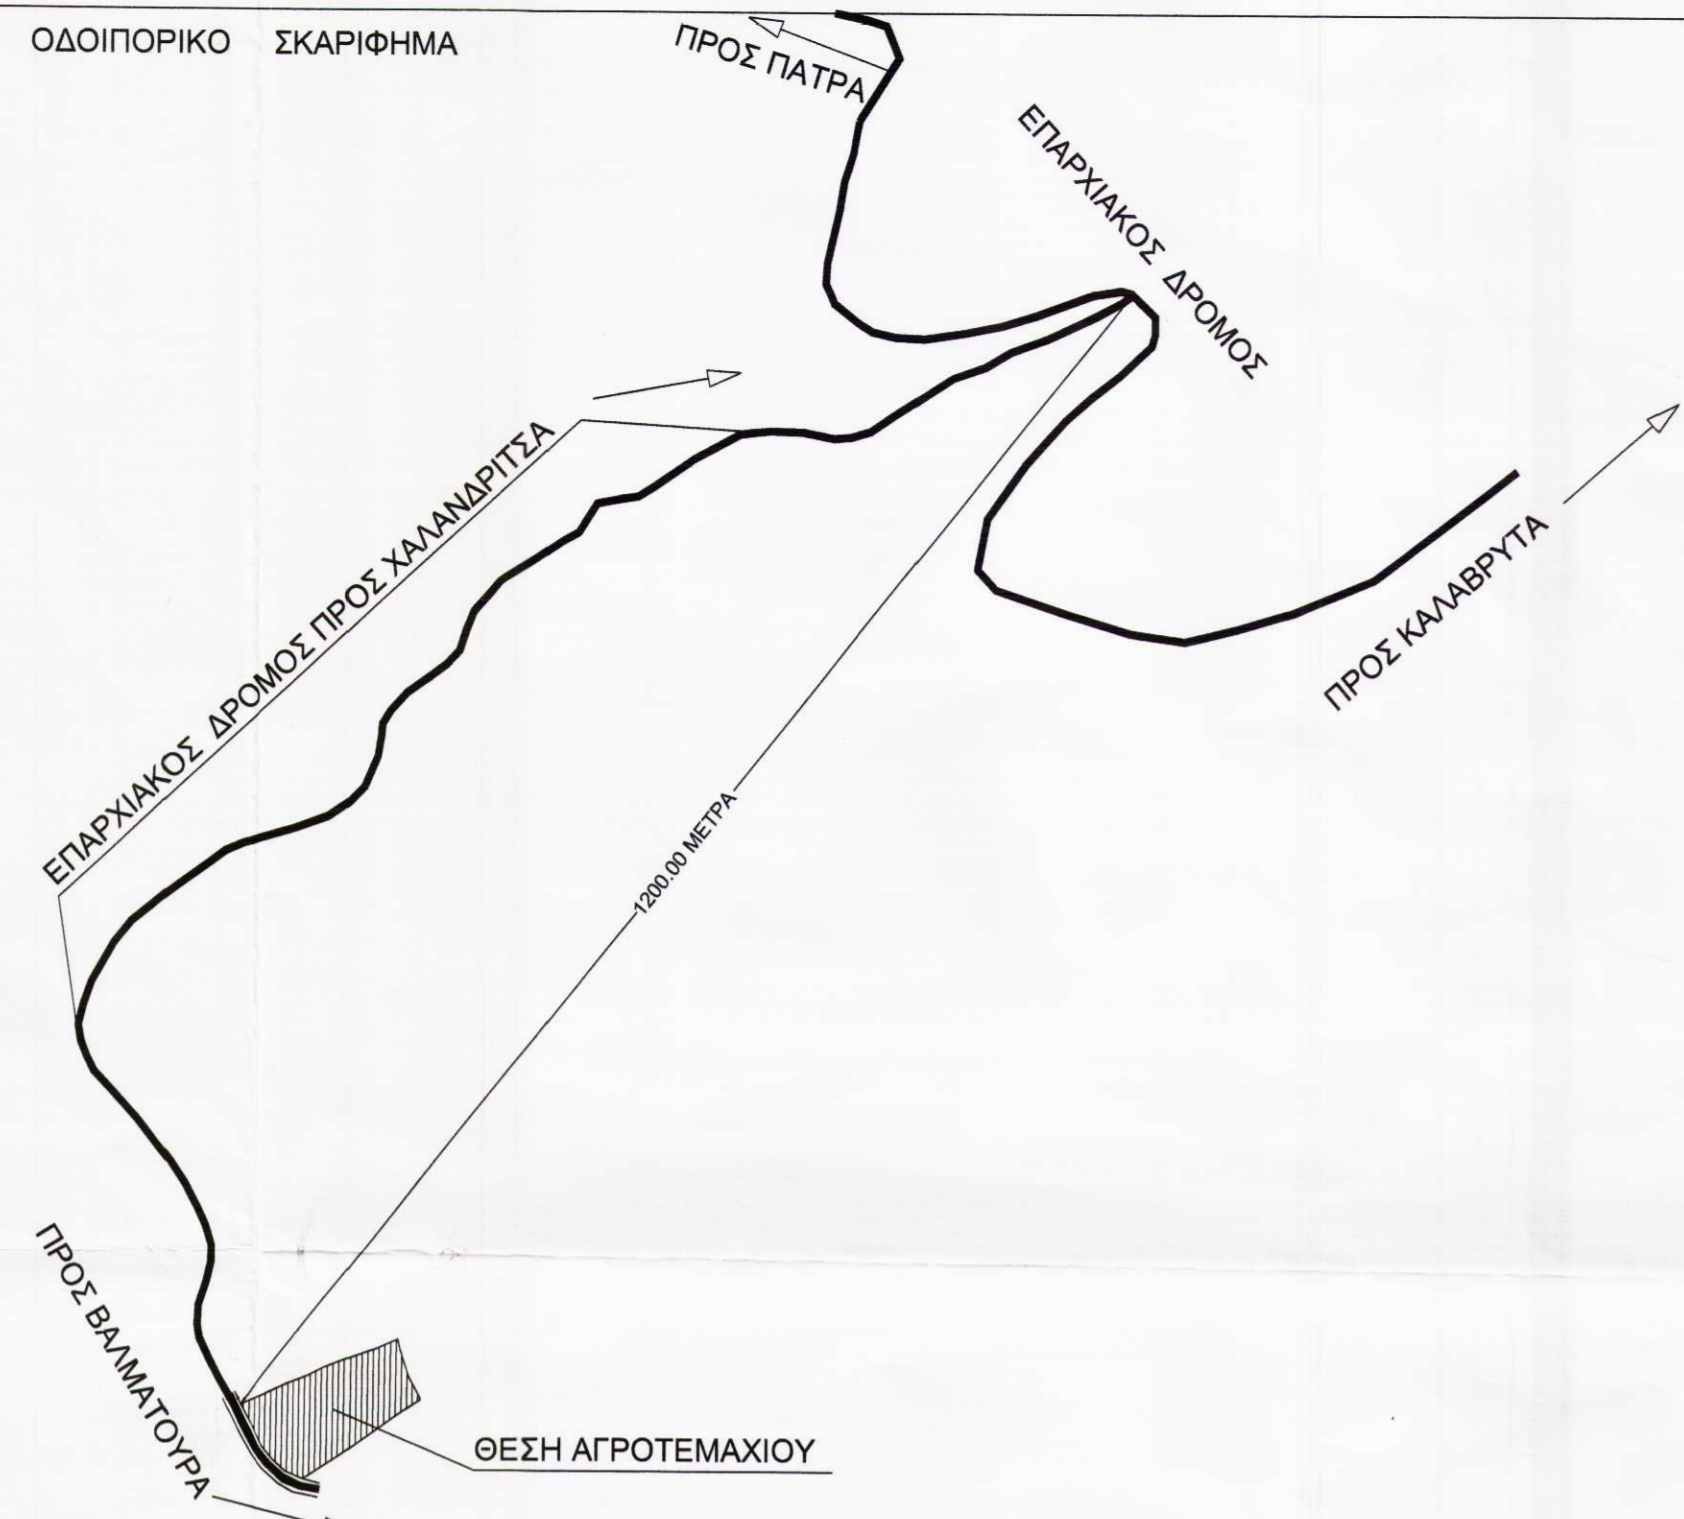 ΟΔΟΙΠΟΡΙΚΟ ΣΚΑΡΙΦΗΜΑ
ΠΡΟΣ ΠΑΤΡΑ
ΕΠΑΡΧΙΑΚΟΣ ΔΡΟΜΟΣ
ΕΠΑΡΧΙΑΚΟΣ ΔΡΟΜΟΣ ΠΡΟΣ ΧΑΛΑΝΔΡΙΤΣΑ
ΠΡΟΣ ΚΑΛΑΒΡΥΤΑ
1200.00 ΜΕΤΡΑ
ΠΡΟΣ ΒΑΛΜΑΤΟΥΡΑ
ΘΕΣΗ ΑΓΡΟΤΕΜΑΧΙΟΥ